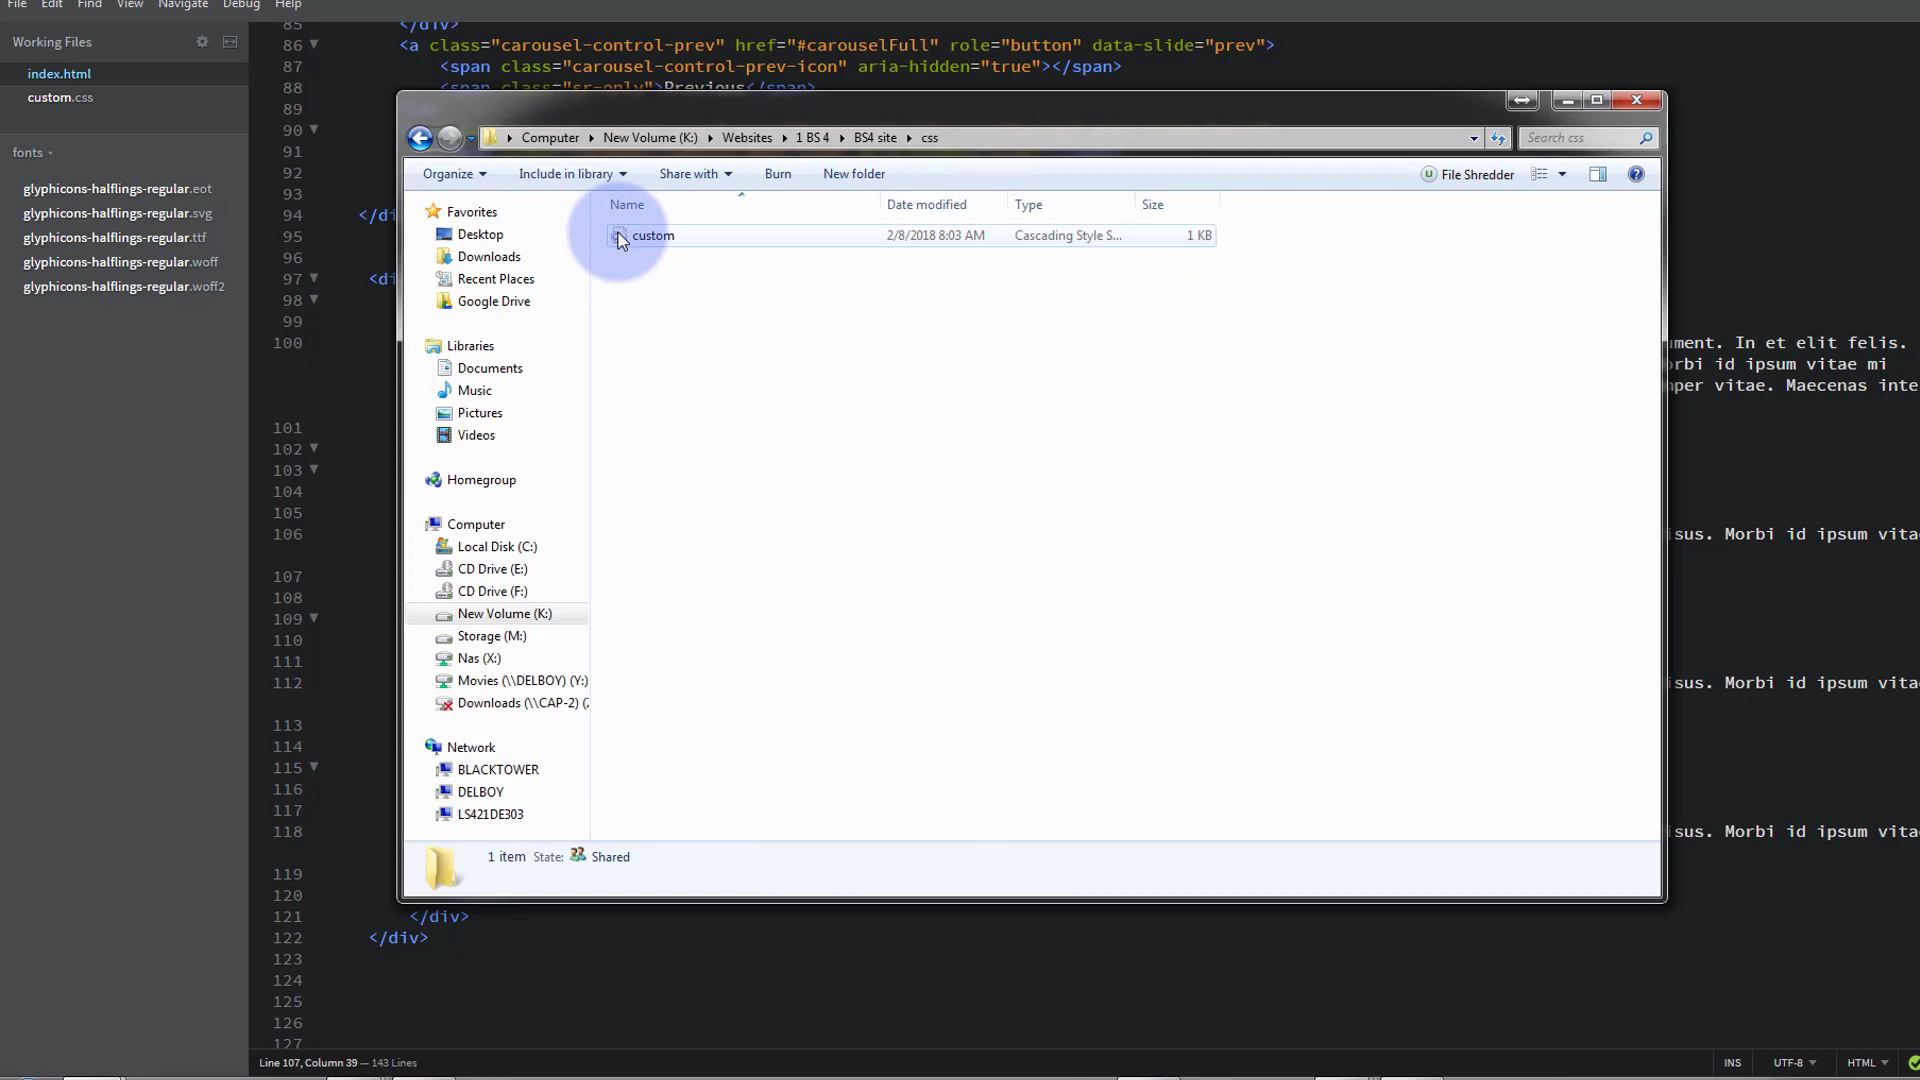 File Edit Find View Navigate Debug Help
Working Files
index.html
custom.css
fonts
glyphicons-halflings-regular.eot
glyphicons-halflings-regular.svg
glyphicons-halflings-regular.ttf
glyphicons-halflings-regular.woff
glyphicons-halflings-regular.woff2
85 </div>
86 <a class="carousel-control-prev" href="#carouselFull" role="button" data-slide="prev">
87 <span class="carousel-control-prev-icon" aria-hidden="true"></span>
88 <span class="sr-only">Previous</span>
89
90
91
92
93
94 </di
95
96
97 <di
98
99
100 In et elit felis.
id ipsum vitae mi
vitae. Maecenas inte
101
102
103
104
105
106 Morbi id ipsum vita
107
108
109
110
111
112 Morbi id ipsum vita
113
114
115
116
117
118 Morbi id ipsum vita
119
120
121 </div>
122 </div>
123
124
125
126
127
Computer New Volume (K:) Websites 1 BS 4 BS4 site css
Search css
Organize Include in library Share with Burn New folder File Shredder
Name Date modified Type Size
custom 2/8/2018 8:03 AM Cascading Style S... 1 KB
Favorites
Desktop
Downloads
Recent Places
Google Drive
Libraries
Documents
Music
Pictures
Videos
Homegroup
Computer
Local Disk (C:)
CD Drive (E:)
CD Drive (F:)
New Volume (K:)
Storage (M:)
Nas (X:)
Movies (\\DELBOY) (Y:)
Downloads (\\CAP-2) (
Network
BLACKTOWER
DELBOY
LS421DE303
1 item State: Shared
Line 107, Column 39 — 143 Lines
INS UTF-8 HTML